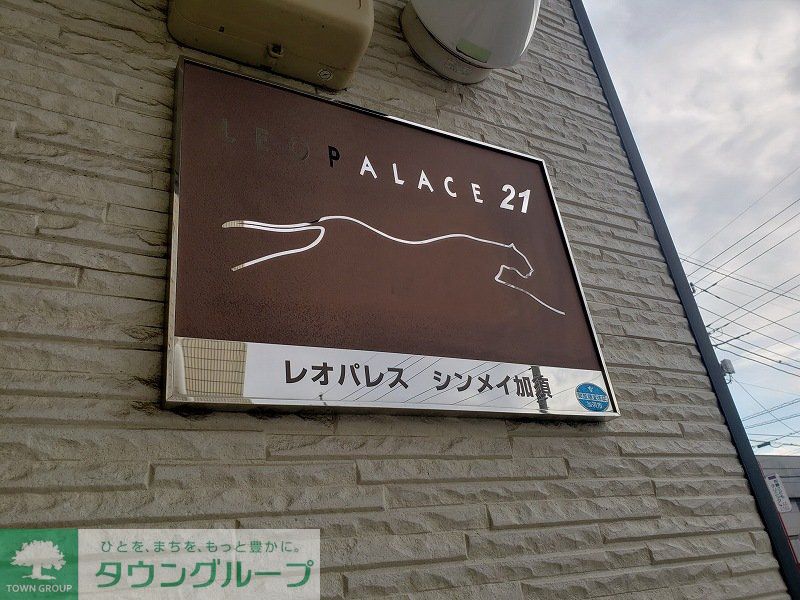 LEOPALACE 21
レオパレス シンメイ加須
ひとを、まちを、もっと豊かに。
タウングループ
TOWN GROUP